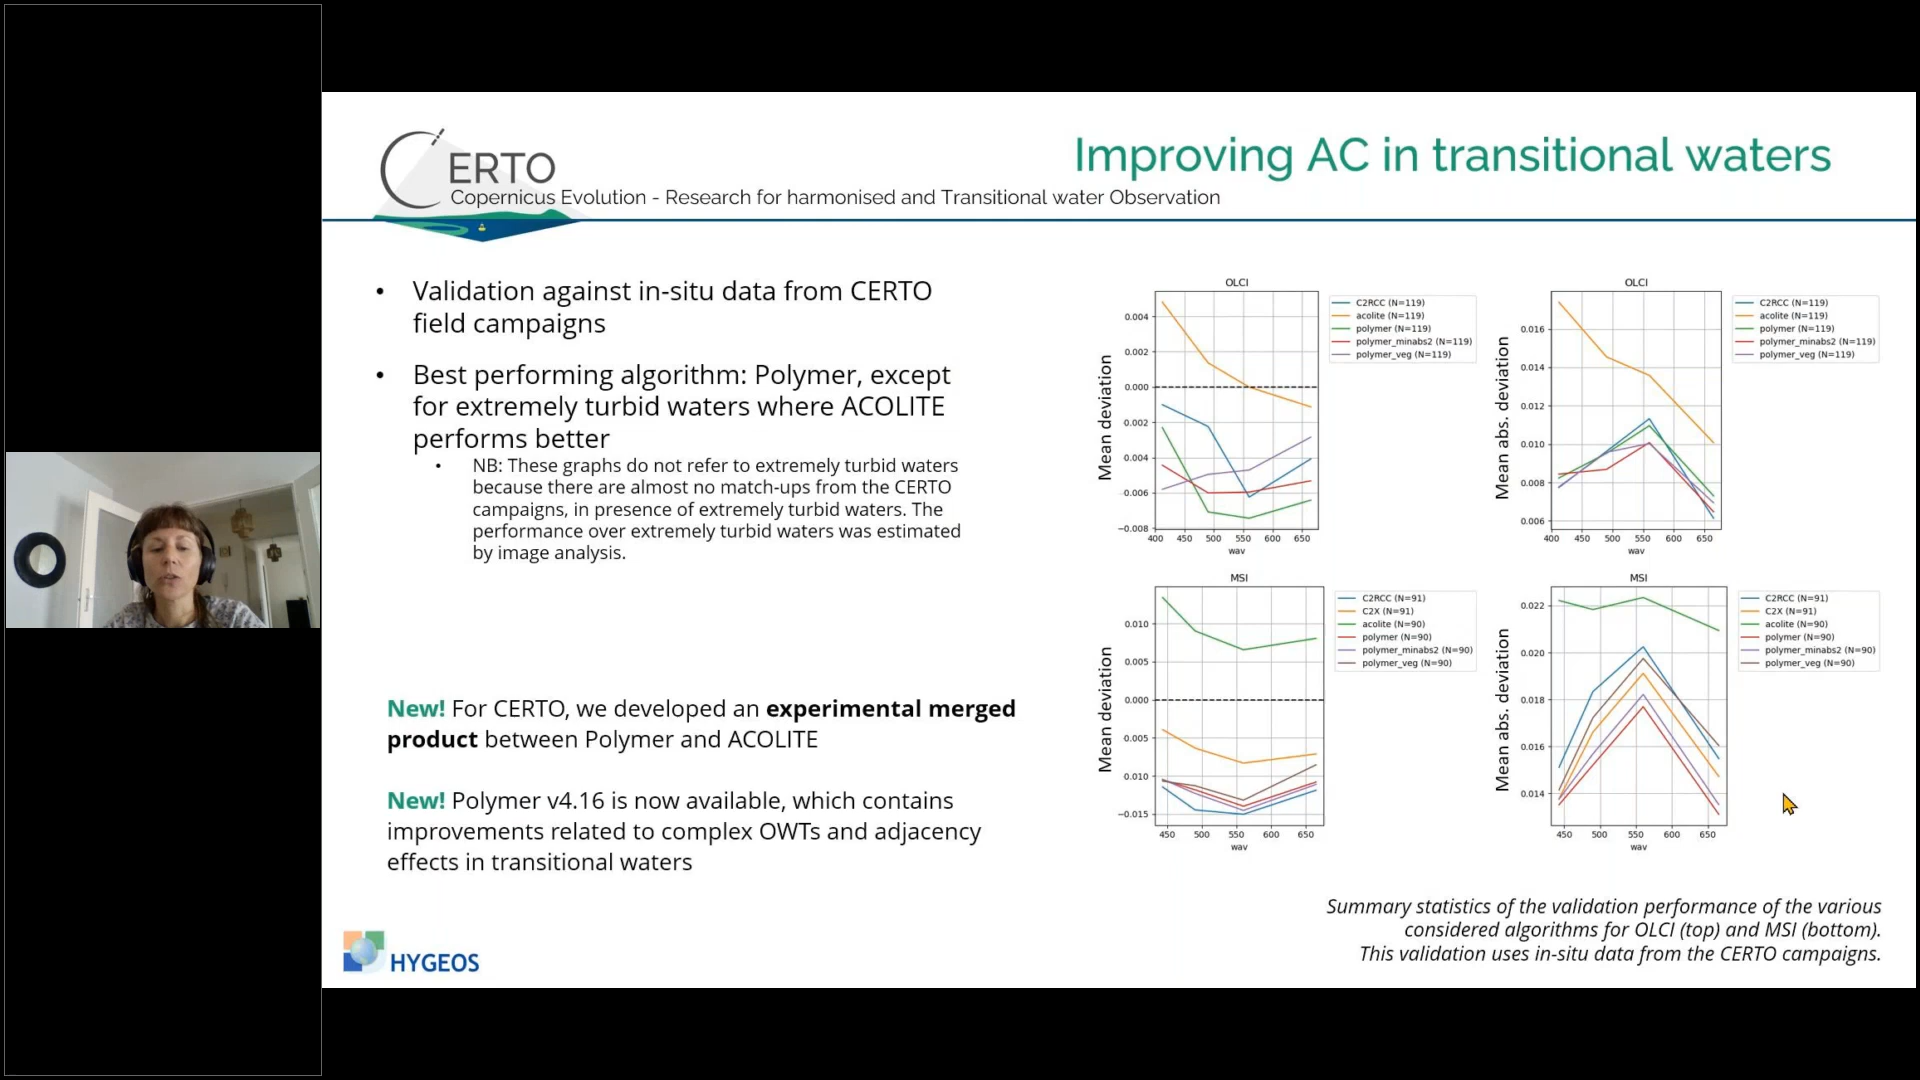 ERTO
Copernicus Evolution - Research for harmonised and Transitional water Observation
Improving AC in transitional waters
• Validation against in-situ data from CERTO
field campaigns
• Best performing algorithm: Polymer, except
for extremely turbid waters where ACOLITE
performs better
• NB: These graphs do not refer to extremely turbid waters
because there are almost no match-ups from the CERTO
campaigns, in presence of extremely turbid waters. The
performance over extremely turbid waters was estimated
by image analysis.
New! For CERTO, we developed an experimental merged
product between Polymer and ACOLITE
New! Polymer v4.16 is now available, which contains
improvements related to complex OWTs and adjacency
effects in transitional waters
HYGEOS
OLCI
Mean deviation
0.004
0.002
0.000
0.002
0.004
−0.006
−0.008
400 450 500 550 600 650
wav
C2RCC (N=119)
acolite (N=119)
polymer (N=119)
polymer_minabs2 (N=119)
polymer_veg (N=119)
OLCI
Mean abs. deviation
0.016
0.014
0.012
0.010
0.008
0.006
400 450 500 550 600 650
wav
C2RCC (N=119)
acolite (N=119)
polymer (N=119)
polymer_minabs2 (N=119)
polymer_veg (N=119)
MSI
Mean deviation
0.010
0.005
0.000
0.005
0.010
−0.015
450 500 550 600 650
wav
C2RCC (N=91)
C2X (N=91)
acolite (N=90)
polymer (N=90)
polymer_minabs2 (N=90)
polymer_veg (N=90)
MSI
Mean abs. deviation
0.022
0.020
0.018
0.016
0.014
450 500 550 600 650
wav
C2RCC (N=91)
C2X (N=91)
acolite (N=90)
polymer (N=90)
polymer_minabs2 (N=90)
polymer_veg (N=90)
Summary statistics of the validation performance of the various
considered algorithms for OLCI (top) and MSI (bottom).
This validation uses in-situ data from the CERTO campaigns.